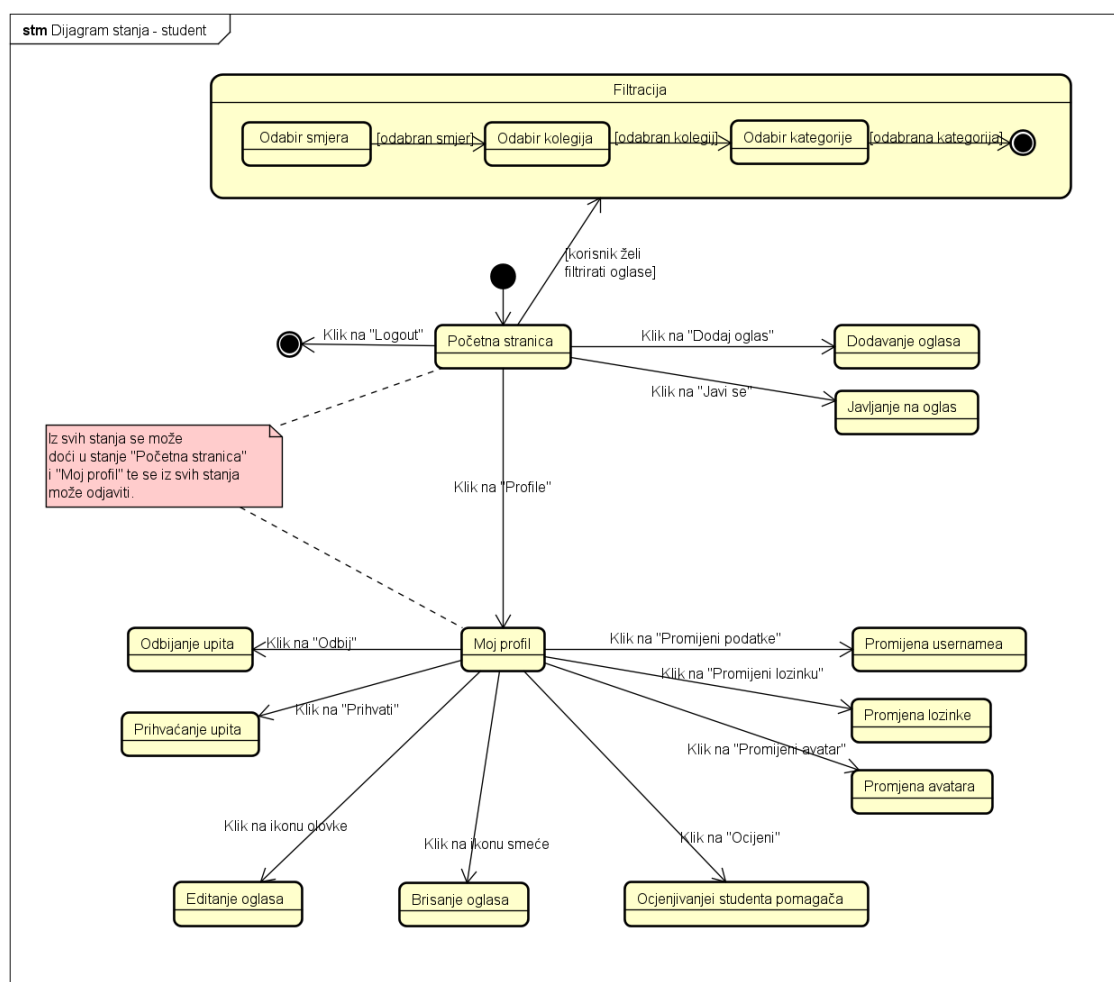 stm Dijagram stanja - student
Filtracija
Odabir smjera
[odabran smjer]
Odabir kolegija
[odabran kolegij]
Odabir kategorije
[odabrana kategorija]
[korisnik želi
filtrirati oglase]
Klik na "Logout"
Početna stranica
Klik na "Dodaj oglas"
Dodavanje oglasa
Klik na "Javi se"
Javljanje na oglas
Iz svih stanja se može
doći u stanje "Početna stranica"
i "Moj profil" te se iz svih stanja
može odjaviti.
Klik na "Profile"
Odbijanje upita
Klik na "Odbij"
Moj profil
Klik na "Promijeni podatke"
Promijena usernamea
Klik na "Promijeni lozinku"
Prihvaćanje upita
Klik na "Prihvati"
Promjena lozinke
Klik na "Promijeni avatar"
Promjena avatara
Klik na ikonu olovke
Klik na ikonu smeće
Klik na "Ocijeni"
Editanje oglasa
Brisanje oglasa
Ocjenjivanjei studenta pomagača